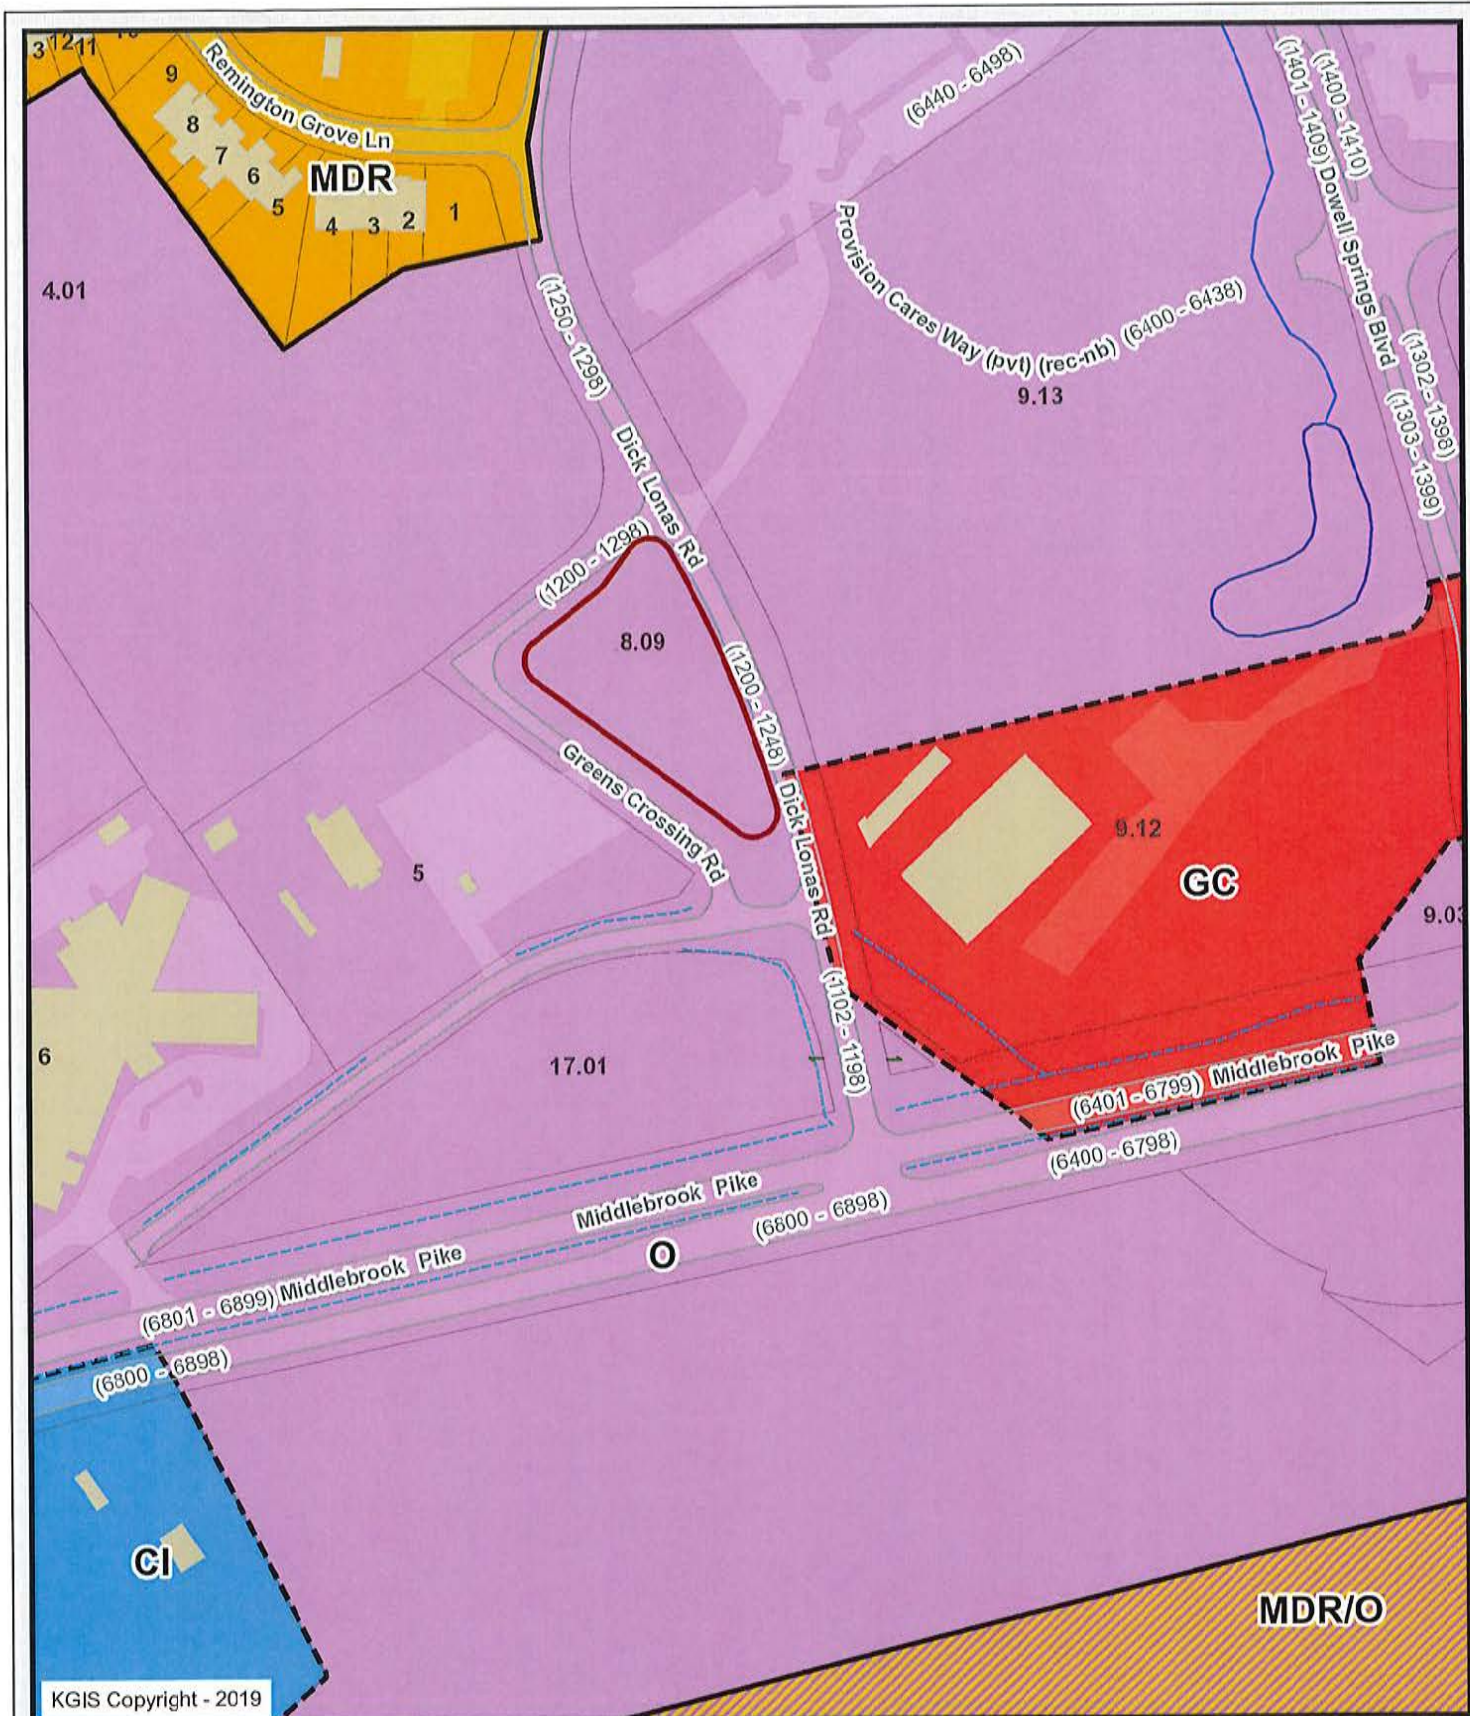 3
12
11
9
Remington Grove Ln
8
7
6
5
MDR
4
3
2
1
4.01
(6440 - 6498)
(1401 - 1409)
(1400 - 1410)
Dowell Springs Blvd
Provision Cares Way (pvt) (rec-nb) (6400 - 6438)
9.13
(1302 - 1398)
(1303 - 1399)
(1250 - 1298)
Dick Lonas Rd
(1200 - 1298)
8.09
(1200 - 1248)
Greens Crossing Rd
Dick Lonas Rd
9.12
GC
5
6
17.01
(1102 - 1198)
(6401 - 6799) Middlebrook Pike
(6400 - 6798)
Middlebrook Pike
(6800 - 6898)
O
(6801 - 6899) Middlebrook Pike
(6800 - 6898)
CI
MDR/O
KGIS Copyright - 2019